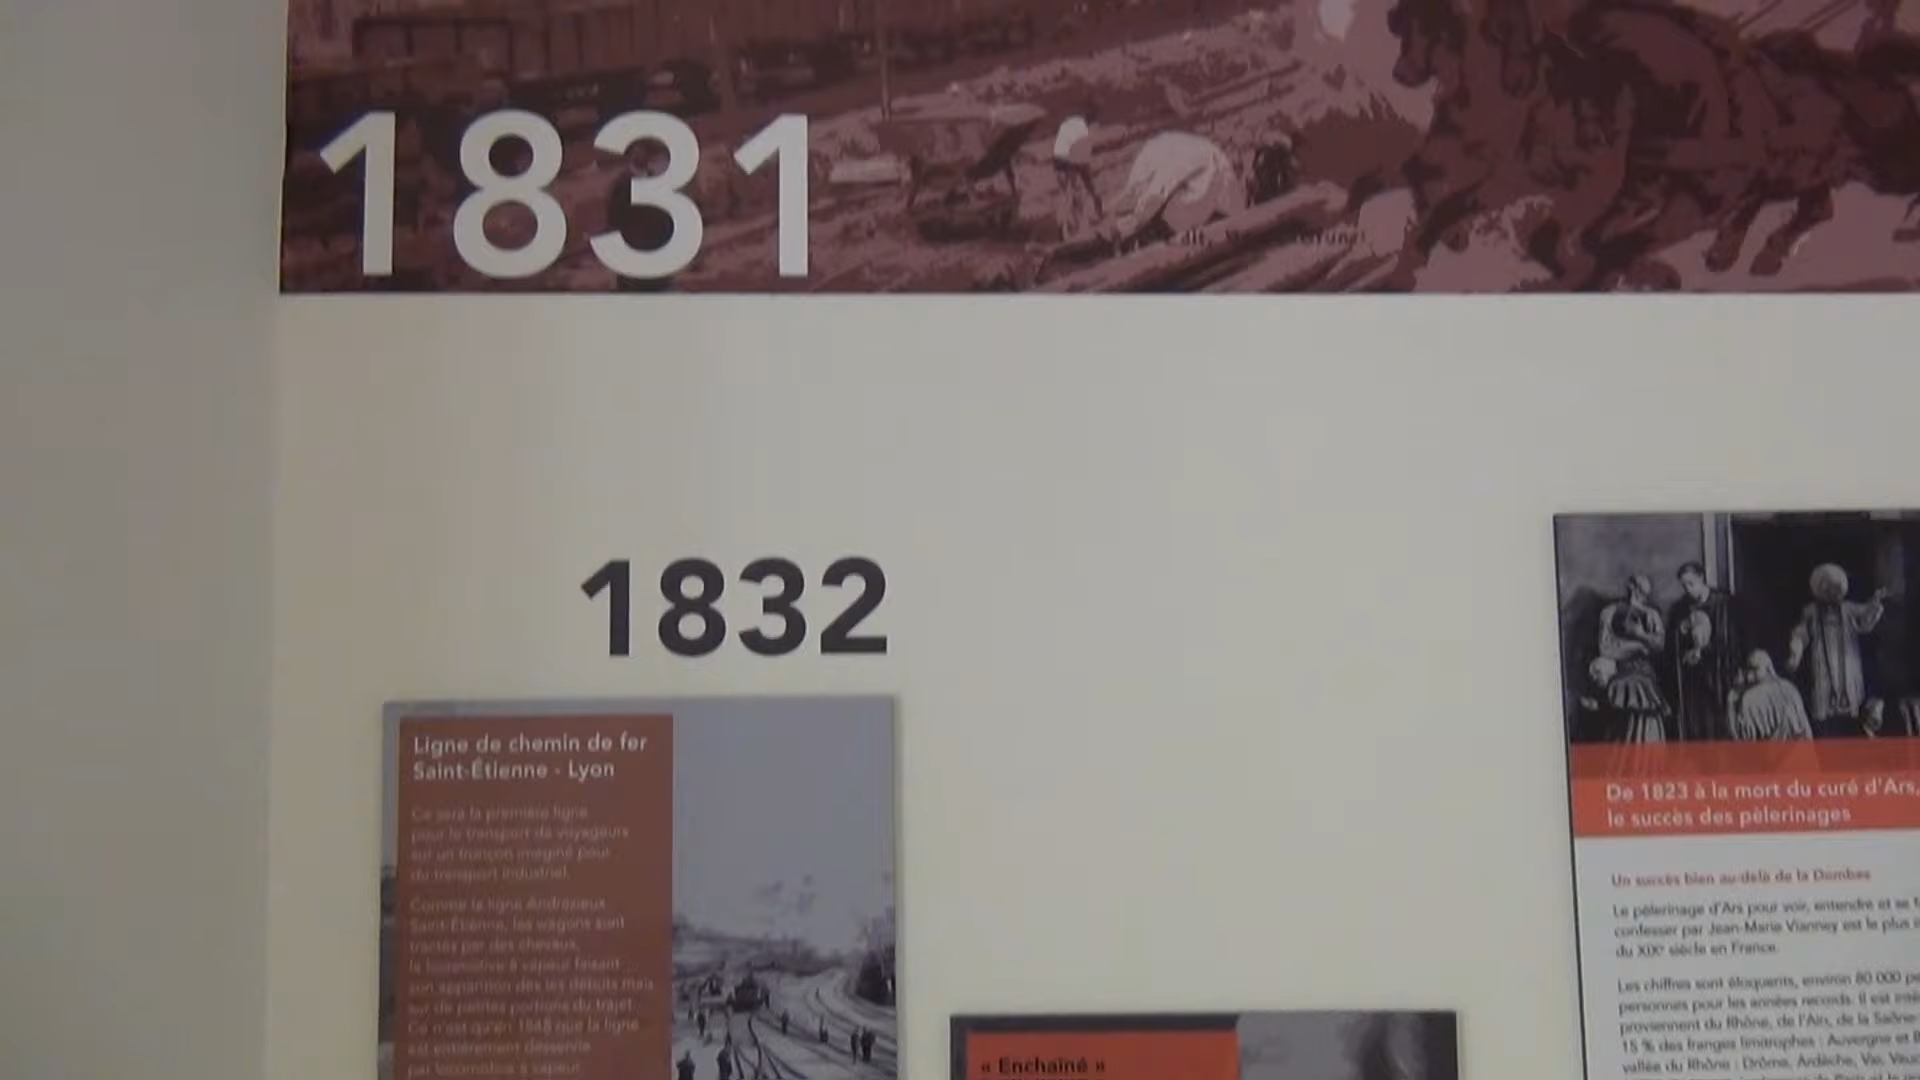 1831
1832
Ligne de chemin de fer
Saint-Étienne - Lyon
Ce sera la première ligne
pour le transport de voyageurs
sur un tronçon imaginé pour
du transport industriel.
Comme la ligne Andrézieux
Saint-Étienne, les wagons sont
tractés par des chevaux,
la locomotive à vapeur faisant
son apparition dès les débuts mais
sur de petites portions du trajet.
Ce n'est qu'en 1845 que la ligne
est entièrement desservie
par locomotive à vapeur.
« Enchaîné »
De 1823 à la mort du curé d'Ars,
le succès des pèlerinages
Un succès bien au-delà de la Dombes
Le pèlerinage d'Ars pour voir, entendre et se
confesser par Jean-Marie Vianney est le plus
du XIXe siècle en France.
Les chiffres sont éloquents, environ 80 000
personnes pour les années records. Il est
proviennent du Rhône, de l'Ain, de la Saône
15 % des franges limitrophes : Auvergne et
vallée du Rhône : Drôme, Ardèche,